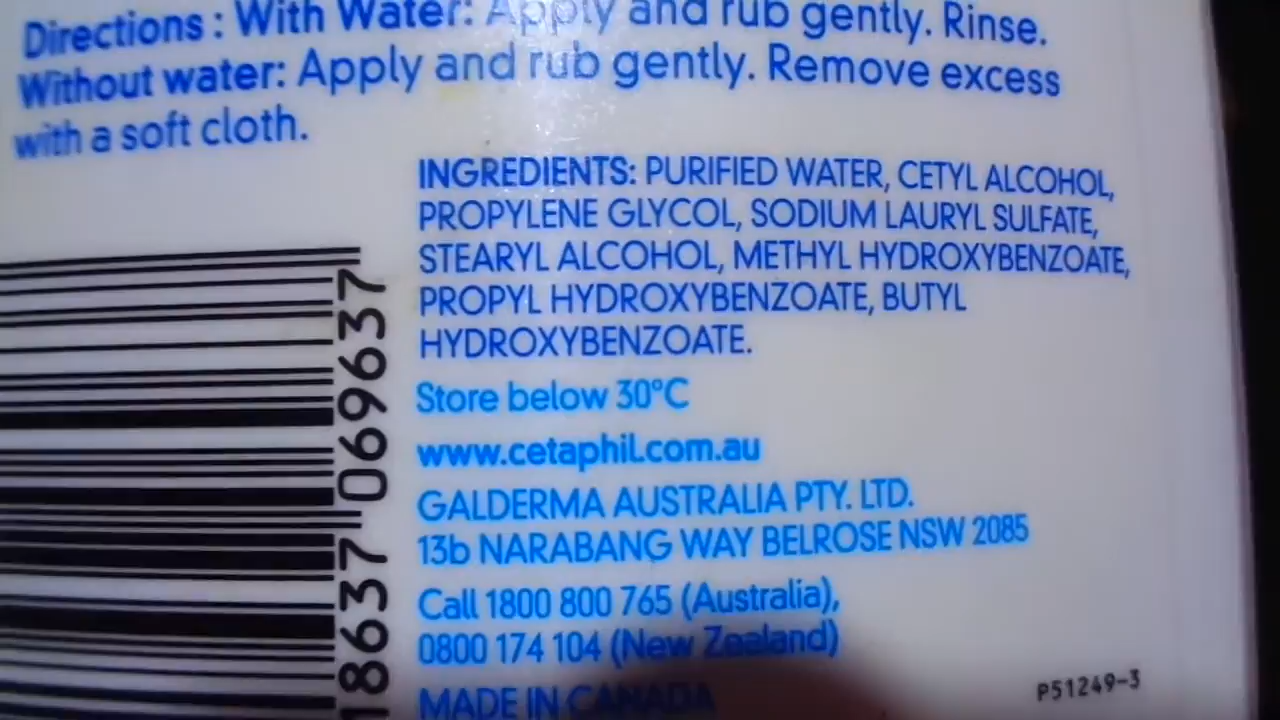 Directions : With Water: Apply and rub gently. Rinse.
Without water: Apply and rub gently. Remove excess
with a soft cloth.
INGREDIENTS: PURIFIED WATER, CETYL ALCOHOL,
PROPYLENE GLYCOL, SODIUM LAURYL SULFATE,
STEARYL ALCOHOL, METHYL HYDROXYBENZOATE,
PROPYL HYDROXYBENZOATE, BUTYL
HYDROXYBENZOATE.
Store below 30°C
www.cetaphil.com.au
GALDERMA AUSTRALIA PTY. LTD.
13b NARABANG WAY BELROSE NSW 2085
Call 1800 800 765 (Australia),
0800 174 104 (New Zealand)
MADE IN CANADA
P51249-3
18637 069637